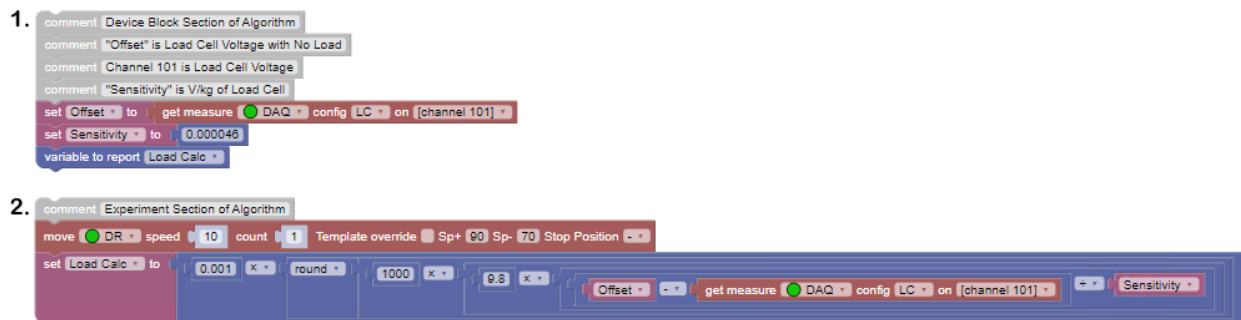 1. comment Device Block Section of Algorithm
comment "Offset" is Load Cell Voltage with No Load
comment Channel 101 is Load Cell Voltage
comment "Sensitivity" is V/kg of Load Cell
set Offset to get measure DAQ config LC on [channel 101]
set Sensitivity to 0.000046
variable to report Load Calc
2. comment Experiment Section of Algorithm
move DR speed 10 count 1 Template override Sp+ 90 Sp- 70 Stop Position -
set Load Calc to 0.001 × round 1000 × 9.8 × Offset - get measure DAQ config LC on [channel 101] ÷ Sensitivity